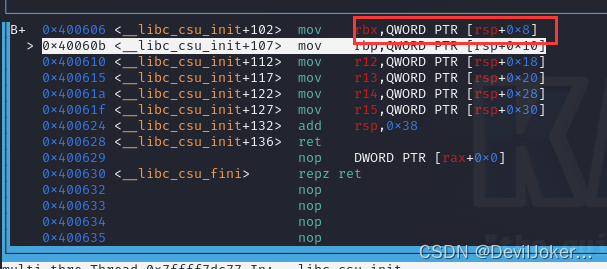 B+ 0×400606 <__libc_csu_init+102> mov rbx,QWORD PTR [rsp+0×8]
> 0×40060b <__libc_csu_init+107> mov rbp,QWORD PTR [rsp+0×10]
0×400610 <__libc_csu_init+112> mov r12,QWORD PTR [rsp+0×18]
0×400615 <__libc_csu_init+117> mov r13,QWORD PTR [rsp+0×20]
0×40061a <__libc_csu_init+122> mov r14,QWORD PTR [rsp+0×28]
0×40061f <__libc_csu_init+127> mov r15,QWORD PTR [rsp+0×30]
0×400624 <__libc_csu_init+132> add rsp,0×38
0×400628 <__libc_csu_init+136> ret
0×400629 nop DWORD PTR [rax+0×0]
0×400630 <__libc_csu_fini> repz ret
0×400632 nop
0×400633 nop
0×400634 nop
0×400635 nop
CSDN @DevilJoker...
multi-thre Thread 0×7ffff7dc77 In: __libc_csu_init